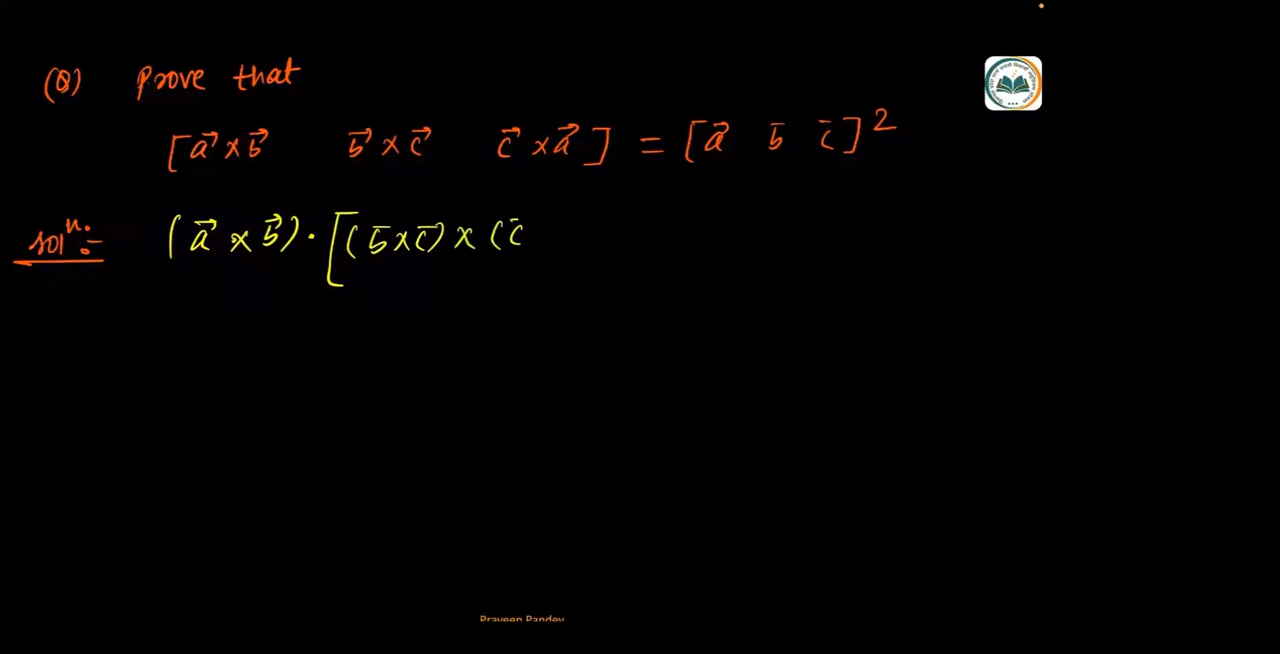 (Q) Prove that
[a⃗ × b⃗   b⃗ × c⃗   c⃗ × a⃗ ] = [a⃗   b̄   c̄ ]²
solⁿ:- (a⃗ × b⃗) · [(b̄ × c̄) × (c̄
Praveen Pandey